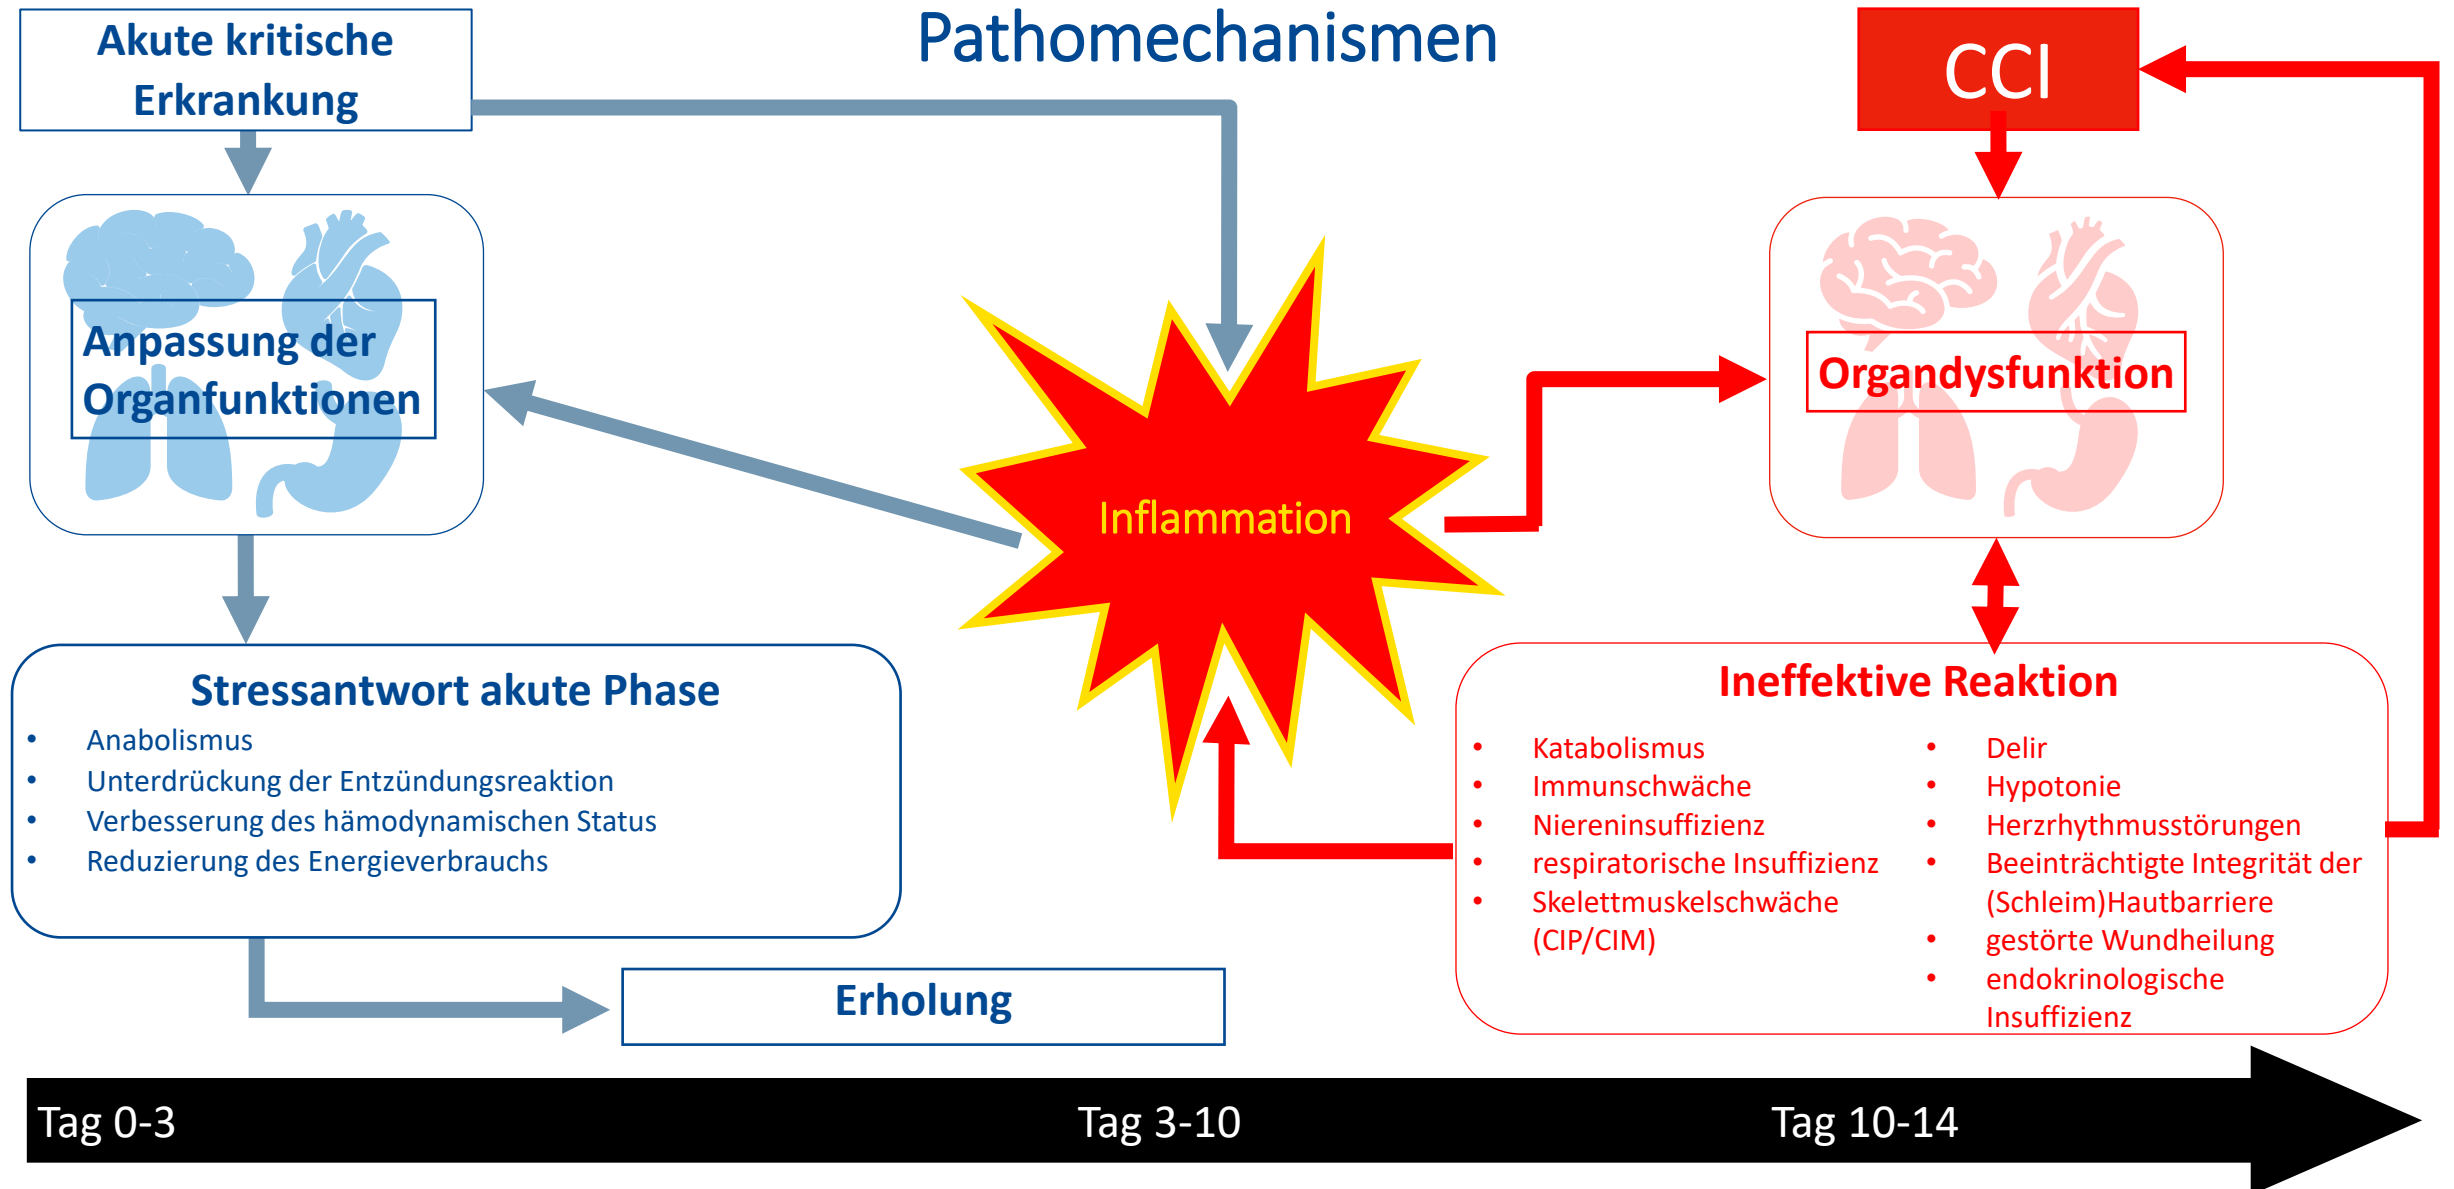 Pathomechanismen
Akute kritische
Erkrankung
CCI
Anpassung der
Organfunktionen
Organdysfunktion
Inflammation
Stressantwort akute Phase
• Anabolismus
• Unterdrückung der Entzündungsreaktion
• Verbesserung des hämodynamischen Status
• Reduzierung des Energieverbrauchs
Ineffektive Reaktion
• Katabolismus
• Immunschwäche
• Niereninsuffizienz
• respiratorische Insuffizienz
• Skelettmuskelschwäche
(CIP/CIM)
• Delir
• Hypotonie
• Herzrhythmusstörungen
• Beeinträchtigte Integrität der
(Schleim)Hautbarriere
• gestörte Wundheilung
• endokrinologische
Insuffizienz
Erholung
Tag 0-3
Tag 3-10
Tag 10-14